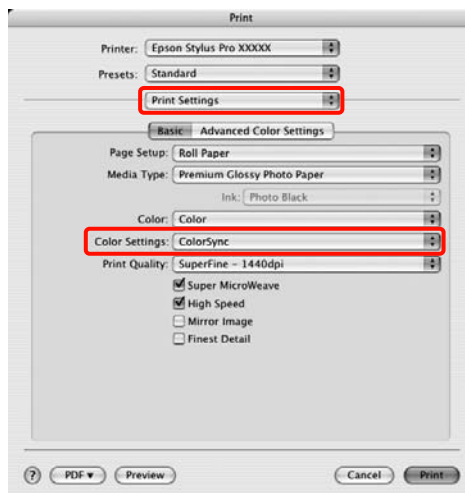 Print
Printer: Epson Stylus Pro XXXXX
Presets: Standard
Print Settings
Basic Advanced Color Settings
Page Setup: Roll Paper
Media Type: Premium Glossy Photo Paper
Ink: Photo Black
Color: Color
Color Settings: ColorSync
Print Quality: SuperFine - 1440dpi
Super MicroWeave
High Speed
Mirror Image
Finest Detail
? PDF ▼ Preview Cancel Print